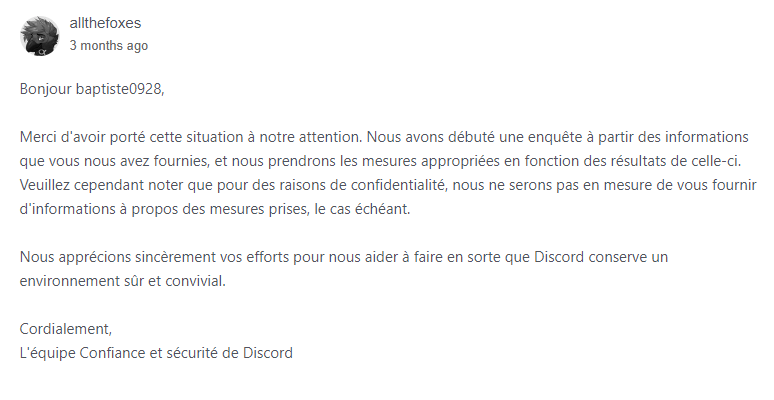 allthefoxes
3 months ago
Bonjour baptiste0928,
Merci d'avoir porté cette situation à notre attention. Nous avons débuté une enquête à partir des informations
que vous nous avez fournies, et nous prendrons les mesures appropriées en fonction des résultats de celle-ci.
Veuillez cependant noter que pour des raisons de confidentialité, nous ne serons pas en mesure de vous fournir
d'informations à propos des mesures prises, le cas échéant.
Nous apprécions sincèrement vos efforts pour nous aider à faire en sorte que Discord conserve un
environnement sûr et convivial.
Cordialement,
L'équipe Confiance et sécurité de Discord